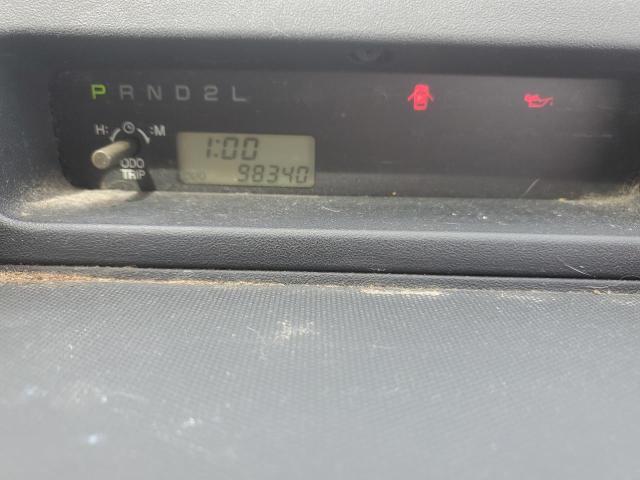 P R N D 2 L
H: :M
1:00
ODO
98340
TRIP